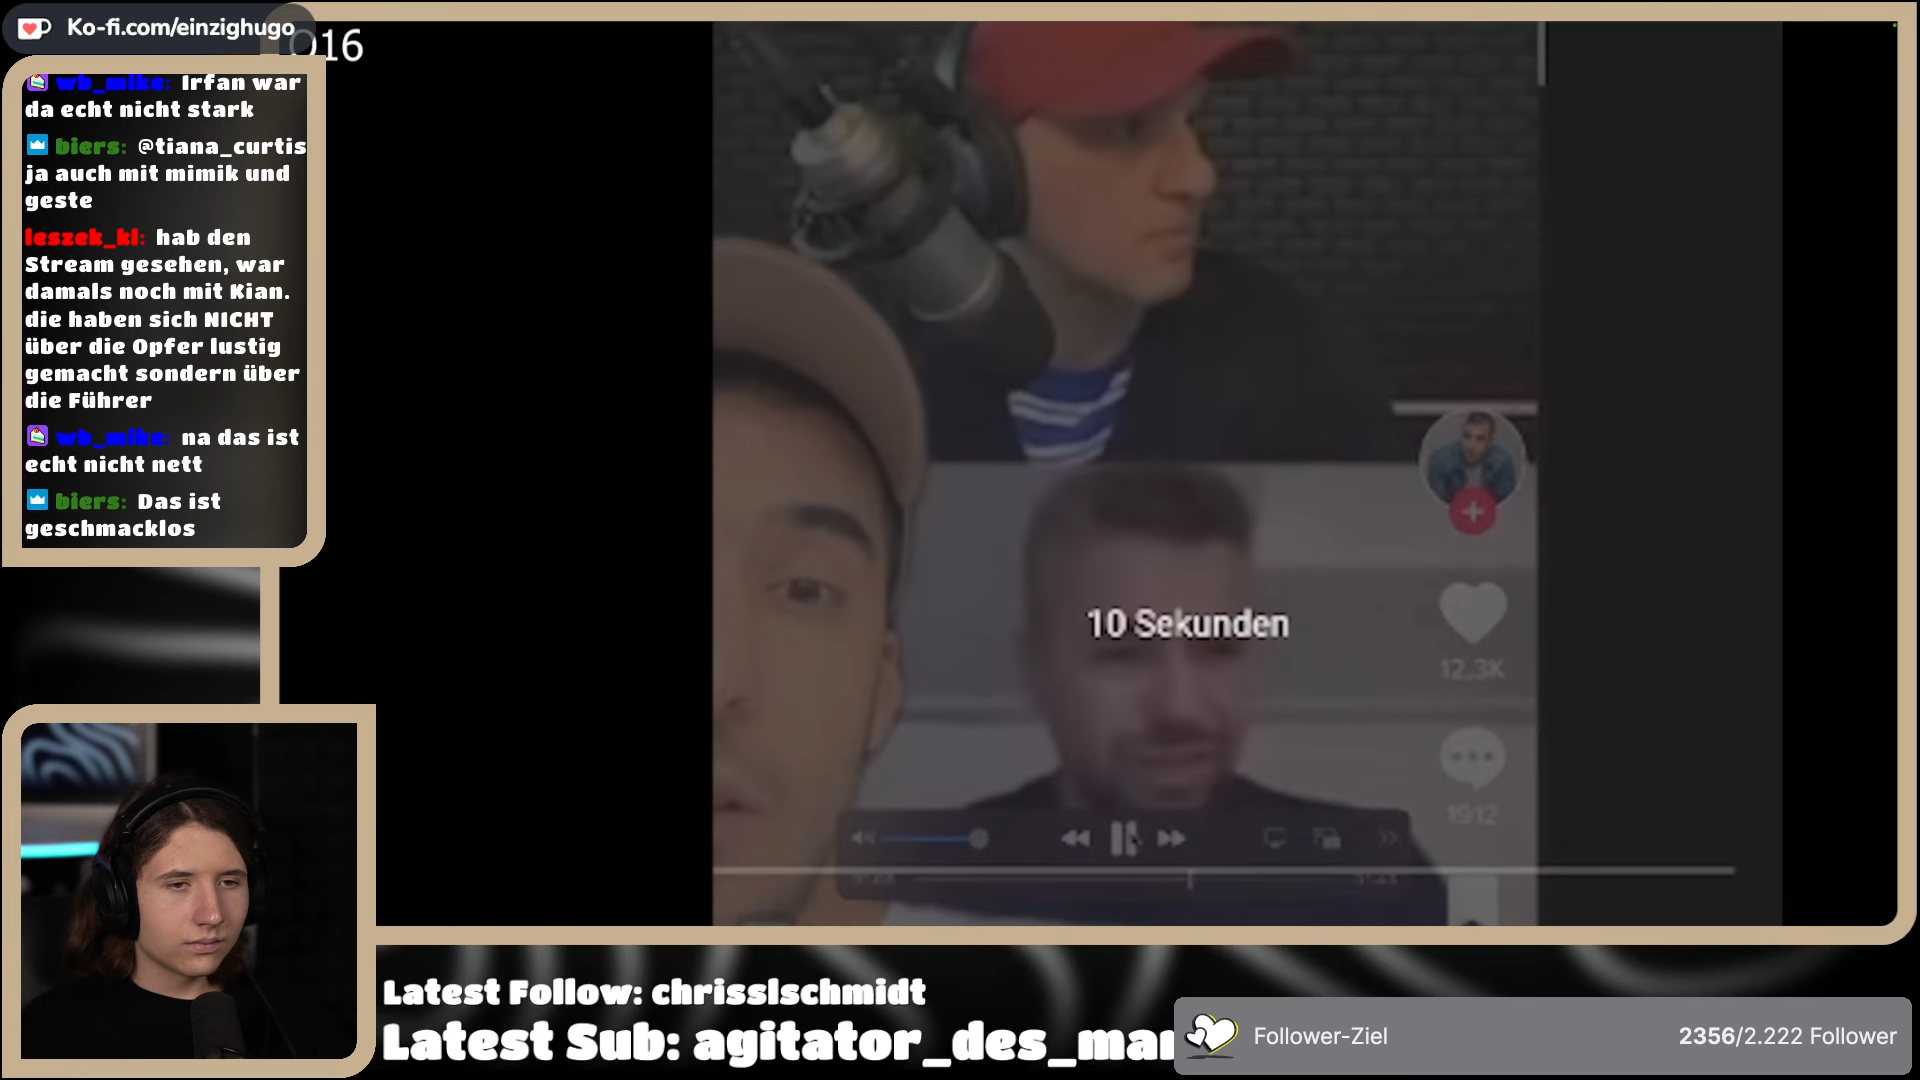 Ko-fi.com/einzighugo
016
wb_mike: Irfan war
da echt nicht stark
biers: @tiana_curtis
ja auch mit mimik und
geste
leszek_kl: hab den
Stream gesehen, war
damals noch mit Kian.
die haben sich NICHT
über die Opfer lustig
gemacht sondern über
die Führer
wb_mike: na das ist
echt nicht nett
biers: Das ist
geschmacklos
10 Sekunden
12.3K
1512
Latest Follow: chrisslschmidt
Latest Sub: agitator_des_mar
Follower-Ziel
2356/2.222 Follower